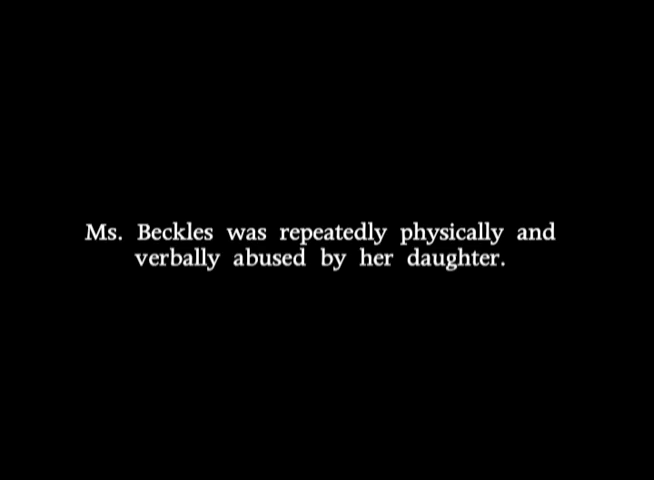 Ms. Beckles was repeatedly physically and
verbally abused by her daughter.